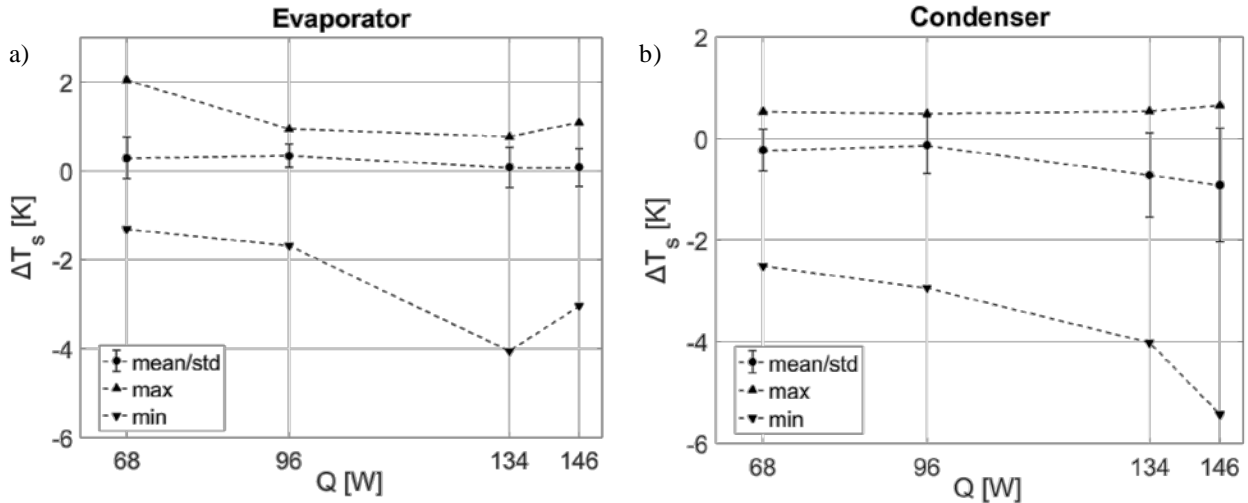 a)
Evaporator
ΔT_s [K]
2
0
-2
-4
-6
mean/std
max
min
68 96 134 146
Q [W]
b)
Condenser
ΔT_s [K]
2
0
-2
-4
-6
mean/std
max
min
68 96 134 146
Q [W]